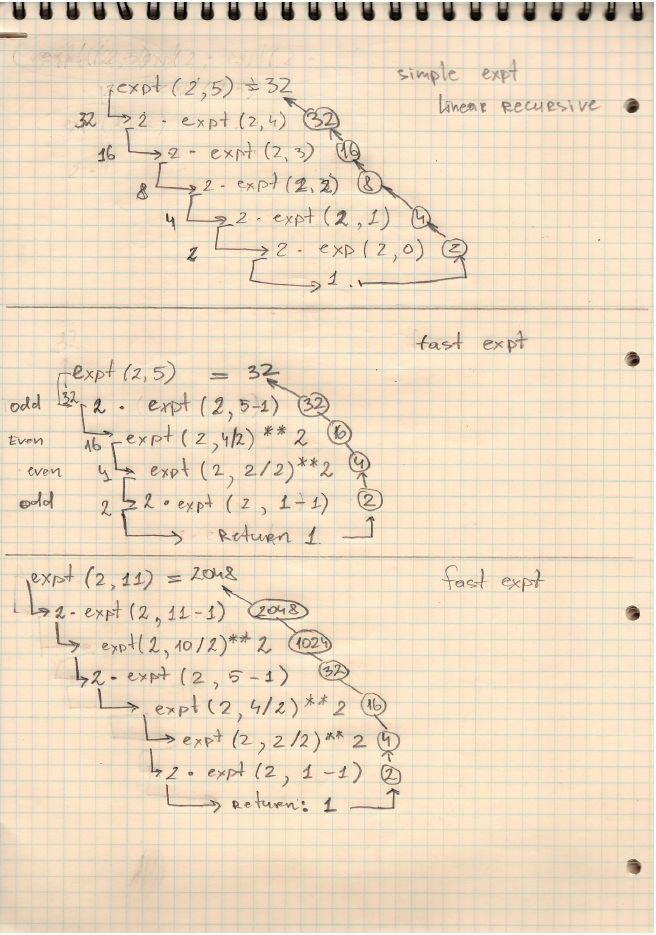 simple expt
linear recursive
expt (2,5) = 32
32 2 · expt (2,4) 32
16 2 · expt (2,3) 16
8 2 · expt (2,2) 8
4 2 · expt (2,1) 4
2 2 · exp (2,0) 2
1
fast expt
expt (2,5) = 32
odd 32 2 · expt (2,5-1) 32
Even 16 expt (2,4/2) ** 2 16
even 4 expt (2, 2/2) ** 2 4
odd 2 2 · expt (2, 1-1) 2
Return 1
expt (2,11) = 2048 fast expt
2 · expt (2, 11-1) 2048
expt(2,10/2) ** 2 1024
2 · expt (2, 5-1) 32
expt (2, 4/2) ** 2 16
expt (2, 2/2) ** 2 4
2 · expt (2, 1-1) 2
Return: 1